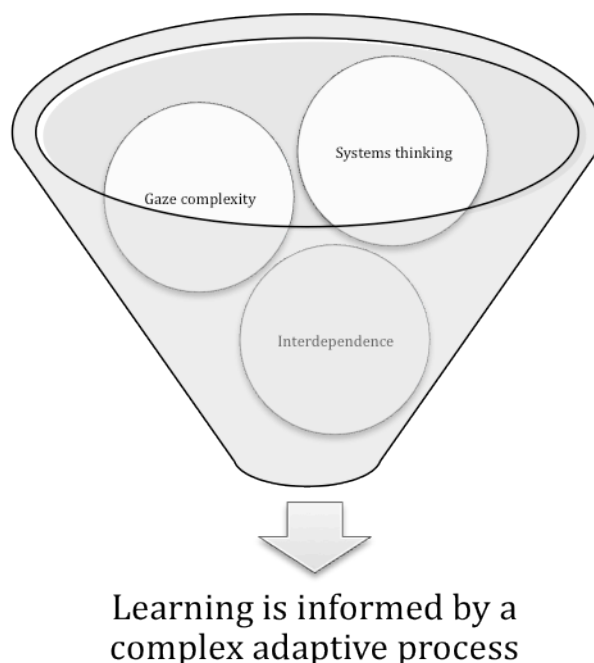 Systems thinking
Gaze complexity
Interdependence
Learning is informed by a
complex adaptive process